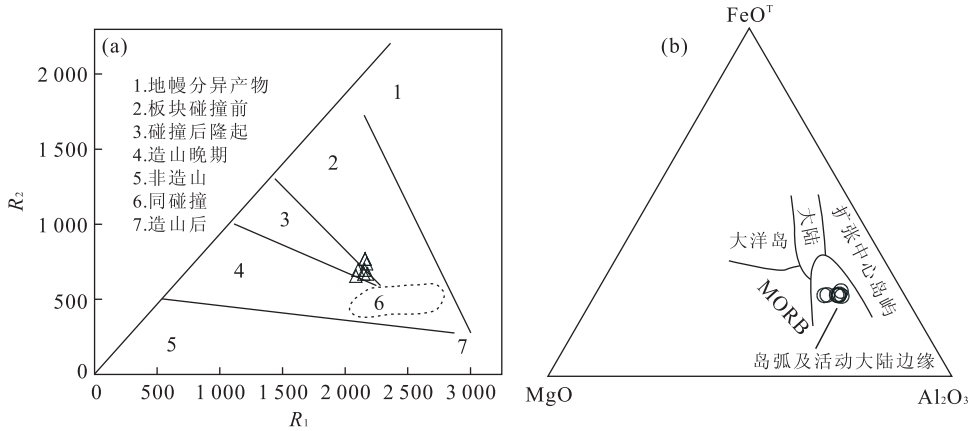 (a)
R₂
2 000
1 500
1 000
500
0
1.地幔分异产物
2.板块碰撞前
3.碰撞后隆起
4.造山晚期
5.非造山
6.同碰撞
7.造山后
1
2
3
4
5
6
7
0 500 1 000 1 500 2 000 2 500 3 000
R₁
(b)
FeOᵀ
大洋岛
大陆
扩张中心岛屿
MORB
岛弧及活动大陆边缘
MgO
Al₂O₃